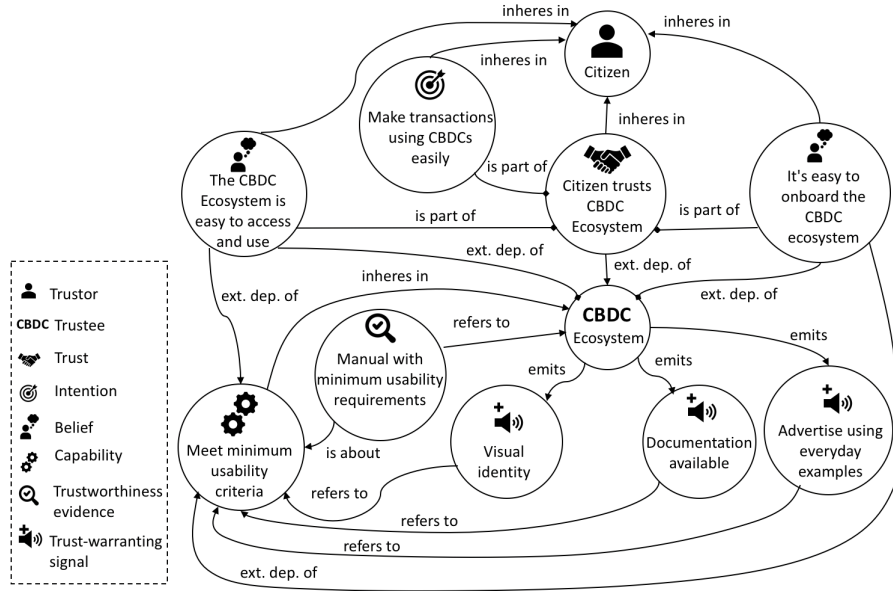 inheres in
inheres in
Citizen
Make transactions
using CBDCs
easily
inheres in
inheres in
The CBDC
Ecosystem is
easy to access
and use
is part of
Citizen trusts
CBDC
Ecosystem
It's easy to
onboard the
CBDC
ecosystem
is part of
is part of
ext. dep. of
ext. dep. of
ext. dep. of
inheres in
ext. dep. of
CBDC
Ecosystem
refers to
emits
emits
emits
Manual with
minimum usability
requirements
Meet minimum
usability
criteria
is about
Visual
identity
Documentation
available
Advertise using
everyday
examples
refers to
refers to
refers to
ext. dep. of
Trustor
CBDC Trustee
Trust
Intention
Belief
Capability
Trustworthiness
evidence
Trust-warranting
signal